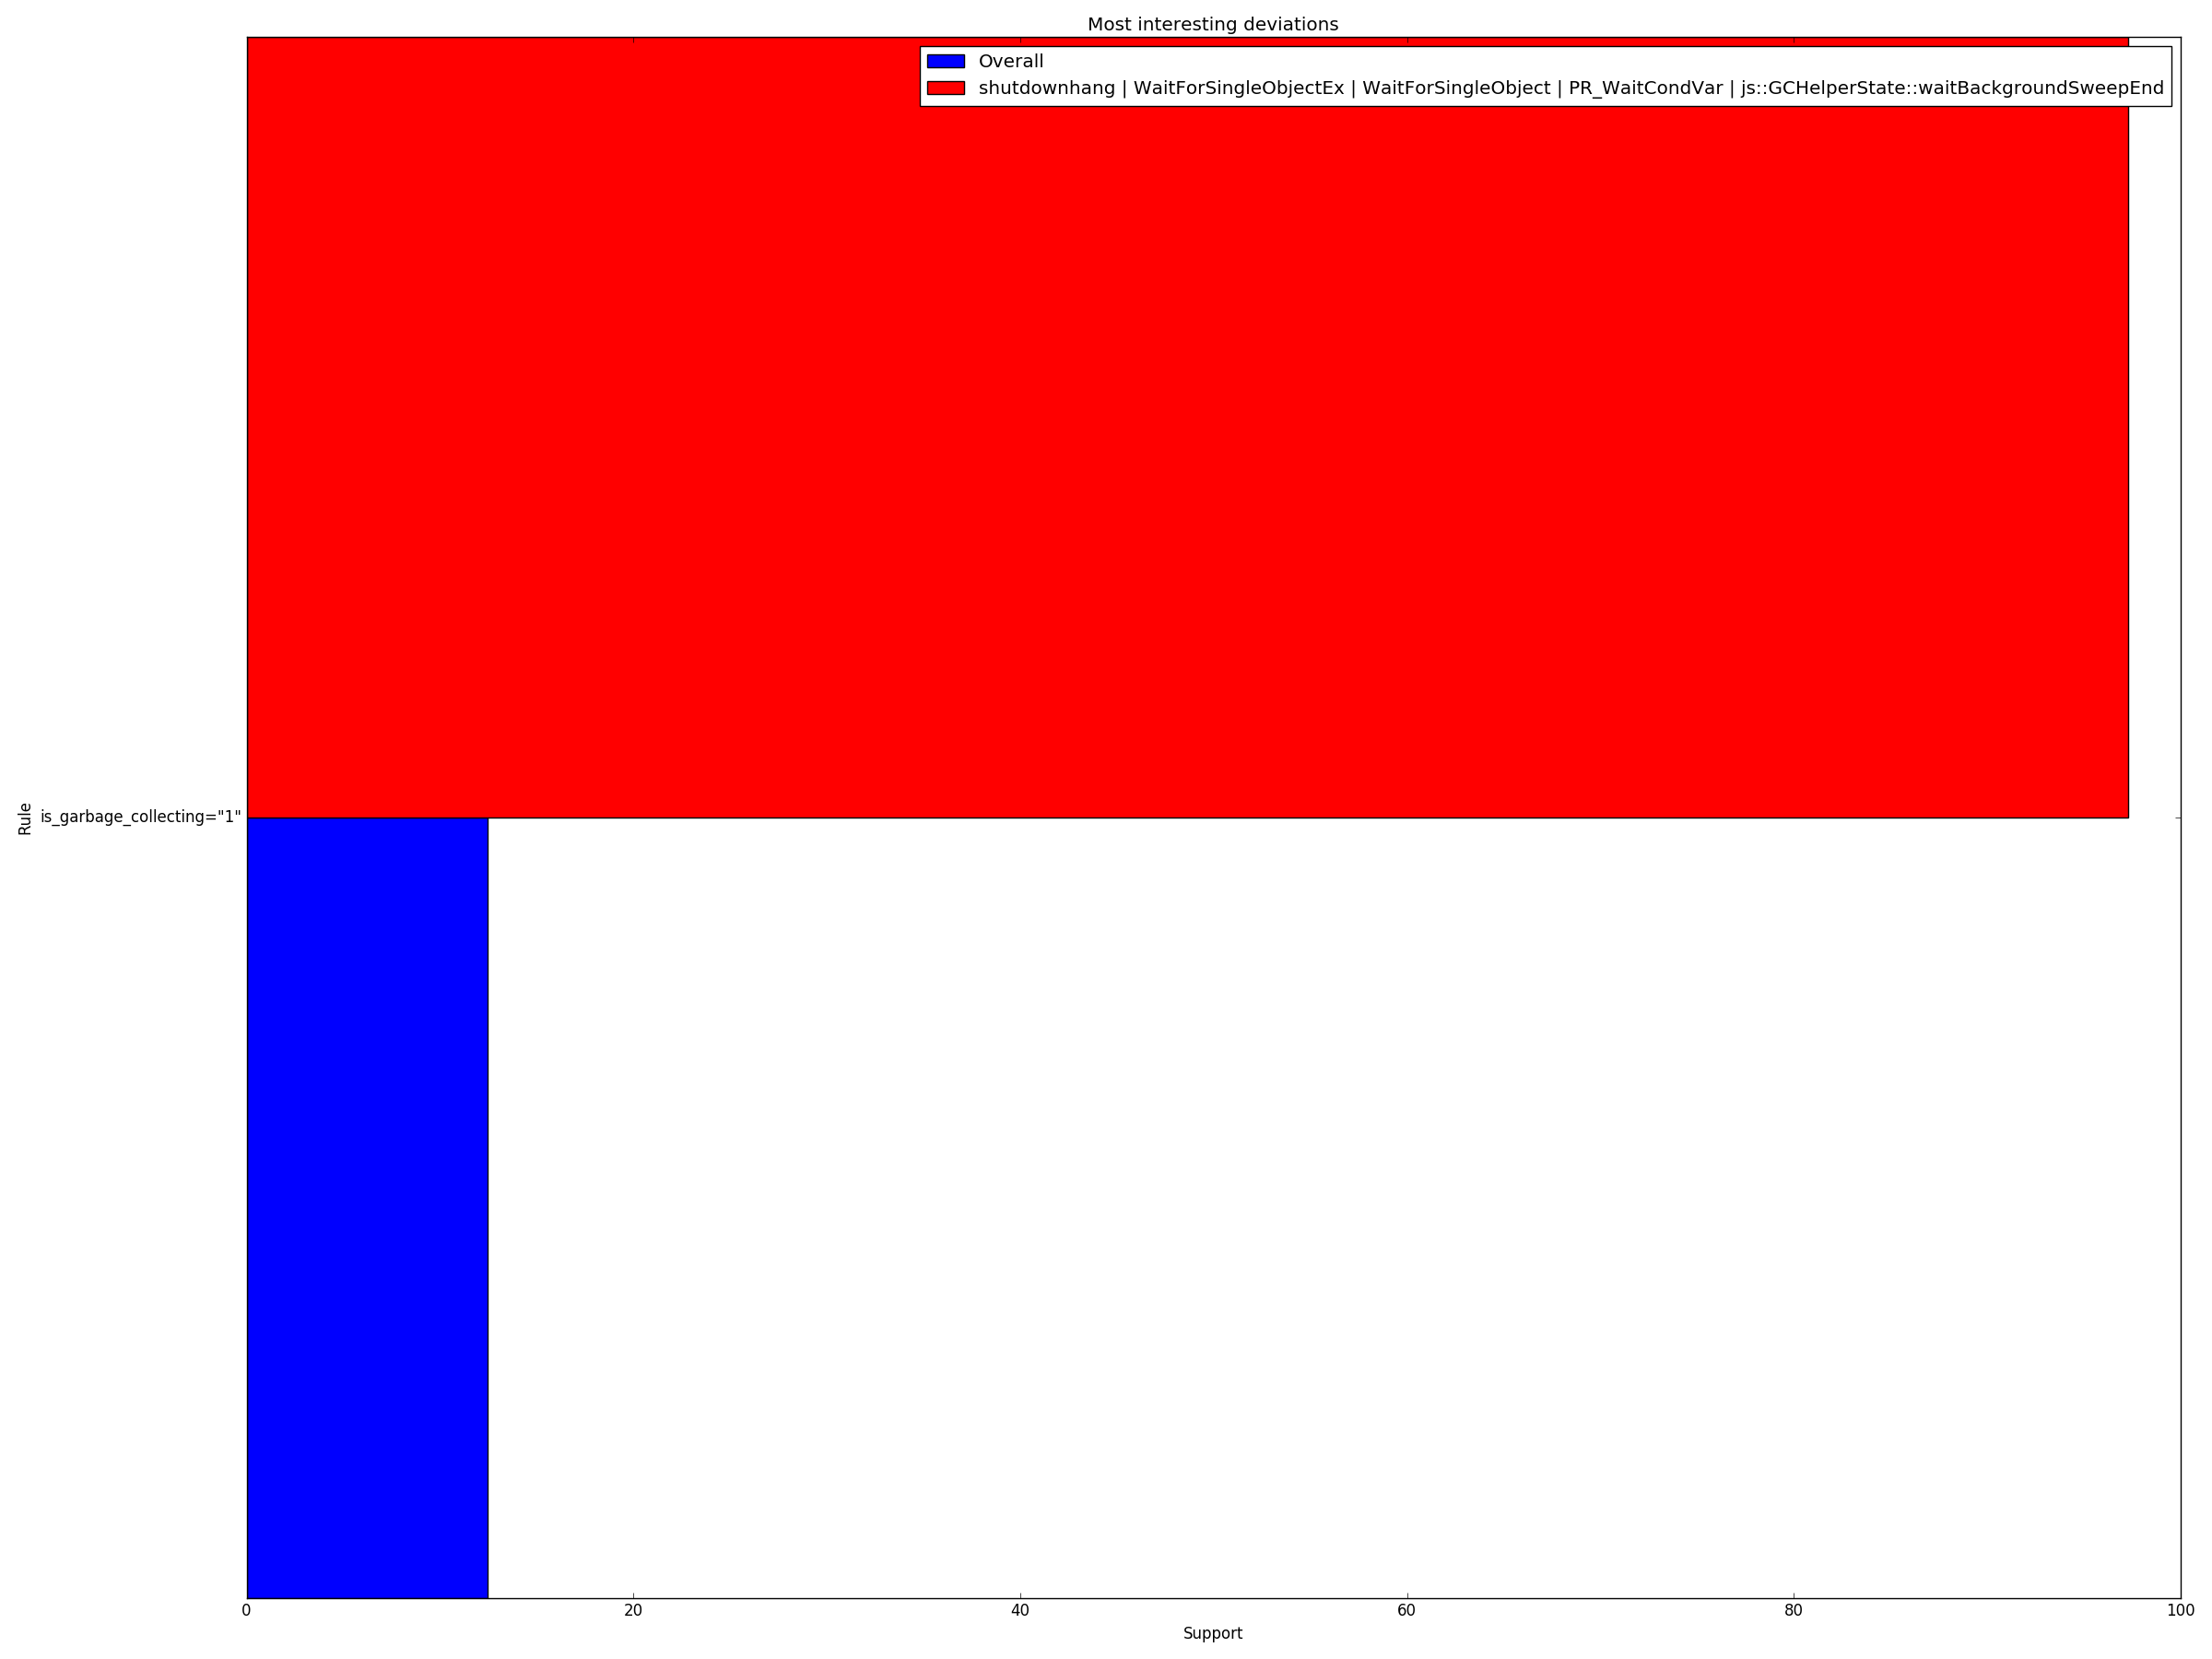 Most interesting deviations
Overall
shutdownhang | WaitForSingleObjectEx | WaitForSingleObject | PR_WaitCondVar | js::GCHelperState::waitBackgroundSweepEnd
Rule
is_garbage_collecting="1"
0 20 40 60 80 100
Support